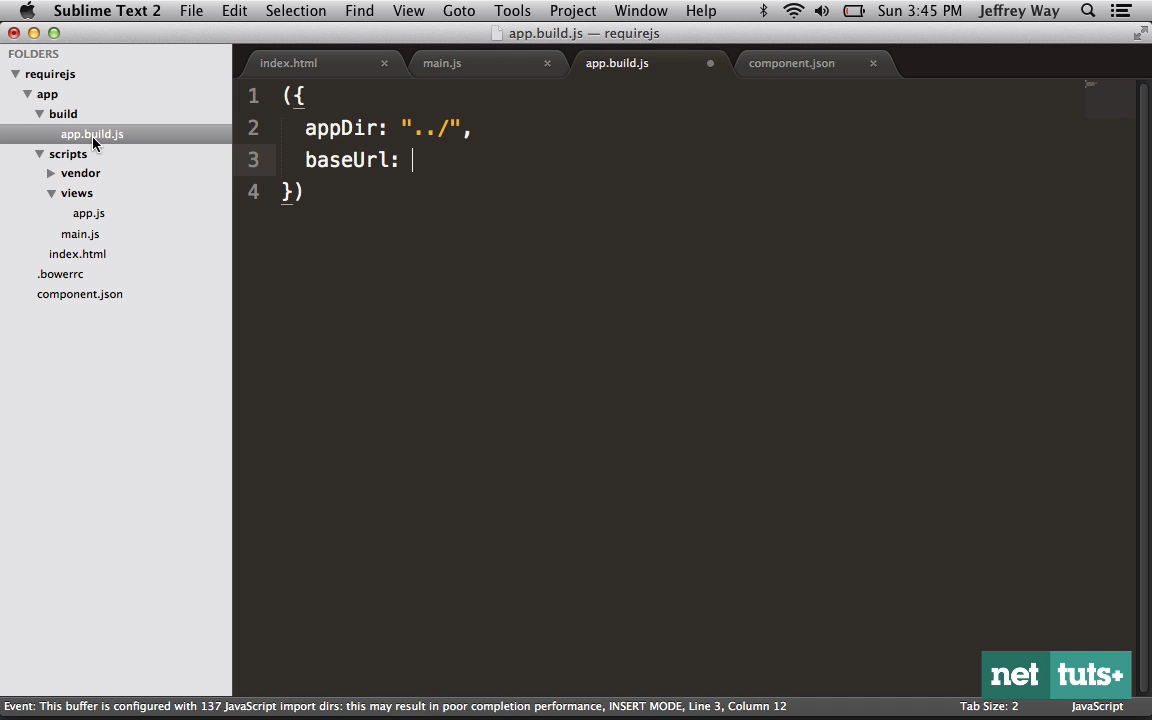 Sublime Text 2 File Edit Selection Find View Goto Tools Project Window Help Sun 3:45 PM Jeffrey Way
app.build.js — requirejs
FOLDERS
requirejs
app
build
app.build.js
scripts
vendor
views
app.js
main.js
index.html
.bowerrc
component.json
index.html × main.js × app.build.js component.json ×
1 ({
2 appDir: "../",
3 baseUrl:
4 })
net tuts+
Event: This buffer is configured with 137 JavaScript import dirs: this may result in poor completion performance, INSERT MODE, Line 3, Column 12 Tab Size: 2 JavaScript